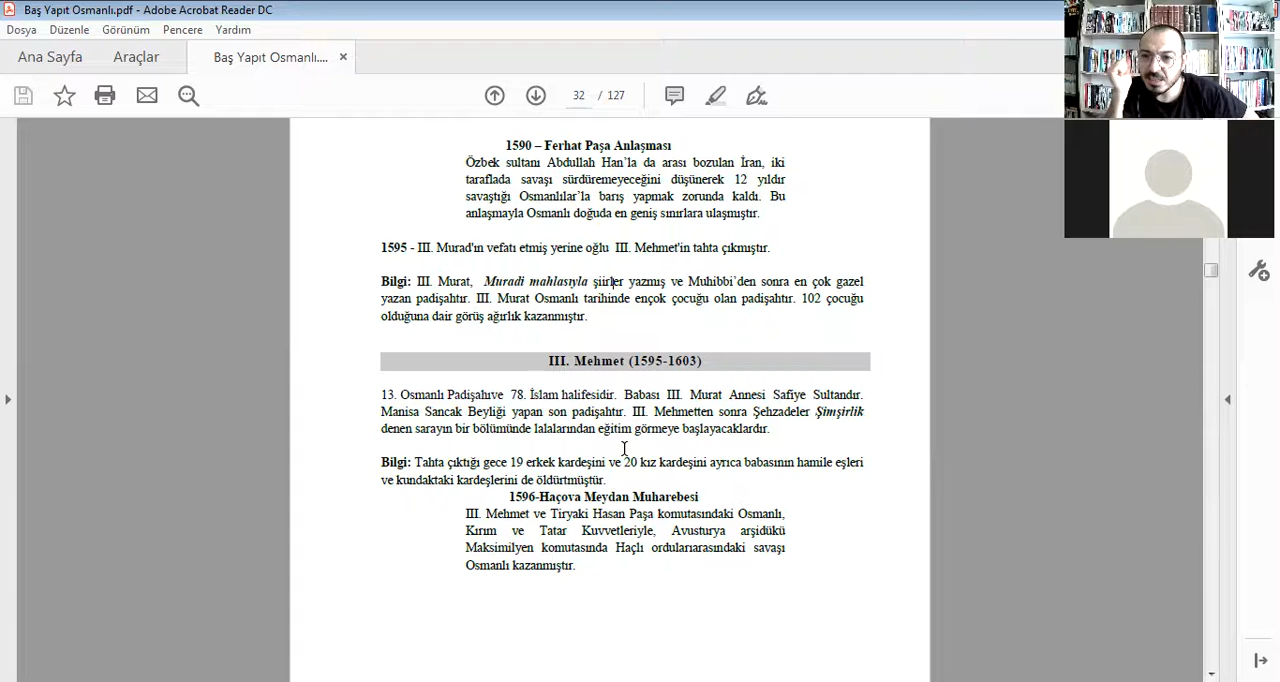 Baş Yapıt Osmanlı.pdf - Adobe Acrobat Reader DC
Dosya Düzenle Görünüm Pencere Yardım
Ana Sayfa Araçlar Baş Yapıt Osmanlı.... ×
32 / 127
1590 – Ferhat Paşa Anlaşması
Özbek sultanı Abdullah Han’la da arası bozulan İran, iki
taraflada savaşı sürdüremeyeceğini düşünerek 12 yıldır
savaştığı Osmanlılar’la barış yapmak zorunda kaldı. Bu
anlaşmayla Osmanlı doğuda en geniş sınırlara ulaşmıştır.
1595 - III. Murad'ın vefatı etmiş yerine oğlu III. Mehmet'in tahta çıkmıştır.
Bilgi: III. Murat, Muradi mahlasıyla şiirler yazmış ve Muhibbi’den sonra en çok gazel
yazan padişahtır. III. Murat Osmanlı tarihinde ençok çocuğu olan padişahtır. 102 çocuğu
olduğuna dair görüş ağırlık kazanmıştır.
III. Mehmet (1595-1603)
13. Osmanlı Padişahıve 78. İslam halifesidir. Babası III. Murat Annesi Safiye Sultandır.
Manisa Sancak Beyliği yapan son padişahtır. III. Mehmetten sonra Şehzadeler Şimşirlik
denen sarayın bir bölümünde lalalarından eğitim görmeye başlayacaklardır.
Bilgi: Tahta çıktığı gece 19 erkek kardeşini ve 20 kız kardeşini ayrıca babasının hamile eşleri
ve kundaktaki kardeşlerini de öldürtmüştür.
1596-Haçova Meydan Muharebesi
III. Mehmet ve Tiryaki Hasan Paşa komutasındaki Osmanlı,
Kırım ve Tatar Kuvvetleriyle, Avusturya arşidükü
Maksimilyen komutasında Haçlı ordularıarasındaki savaşı
Osmanlı kazanmıştır.